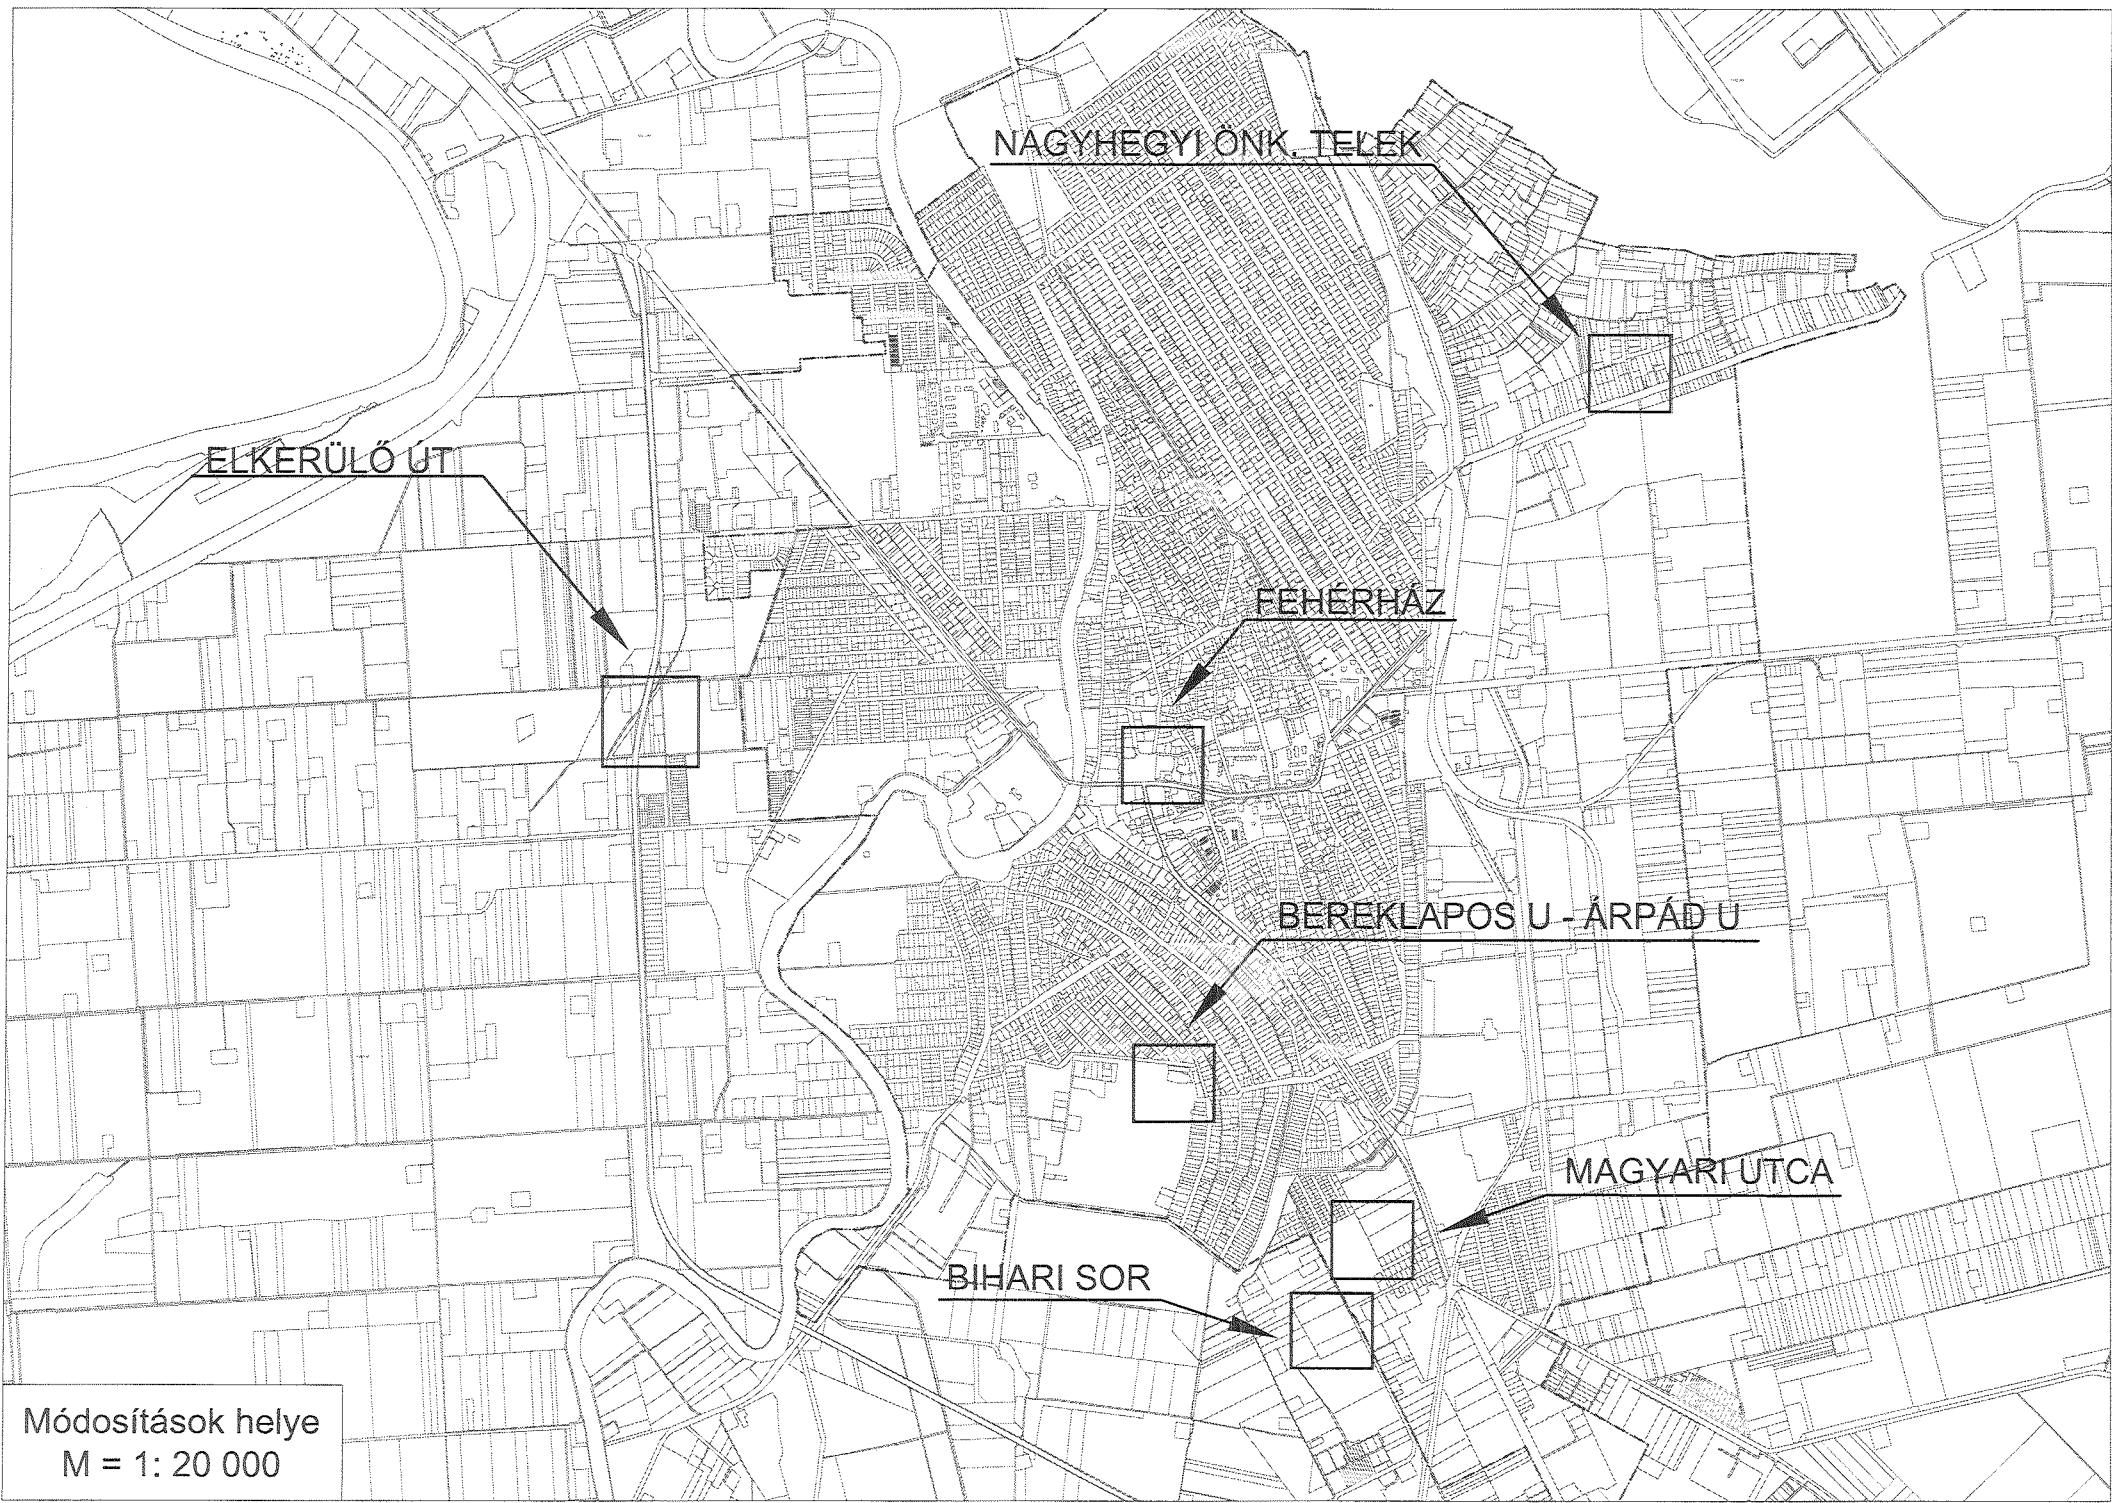 NAGYHEGYI ÖNK. TELEK
ELKERÜLŐ ÚT
FEHÉRHÁZ
BEREKLAPOS U - ÁRPÁD U
MAGYARI UTCA
BIHARI SOR
Módosítások helye
M = 1: 20 000